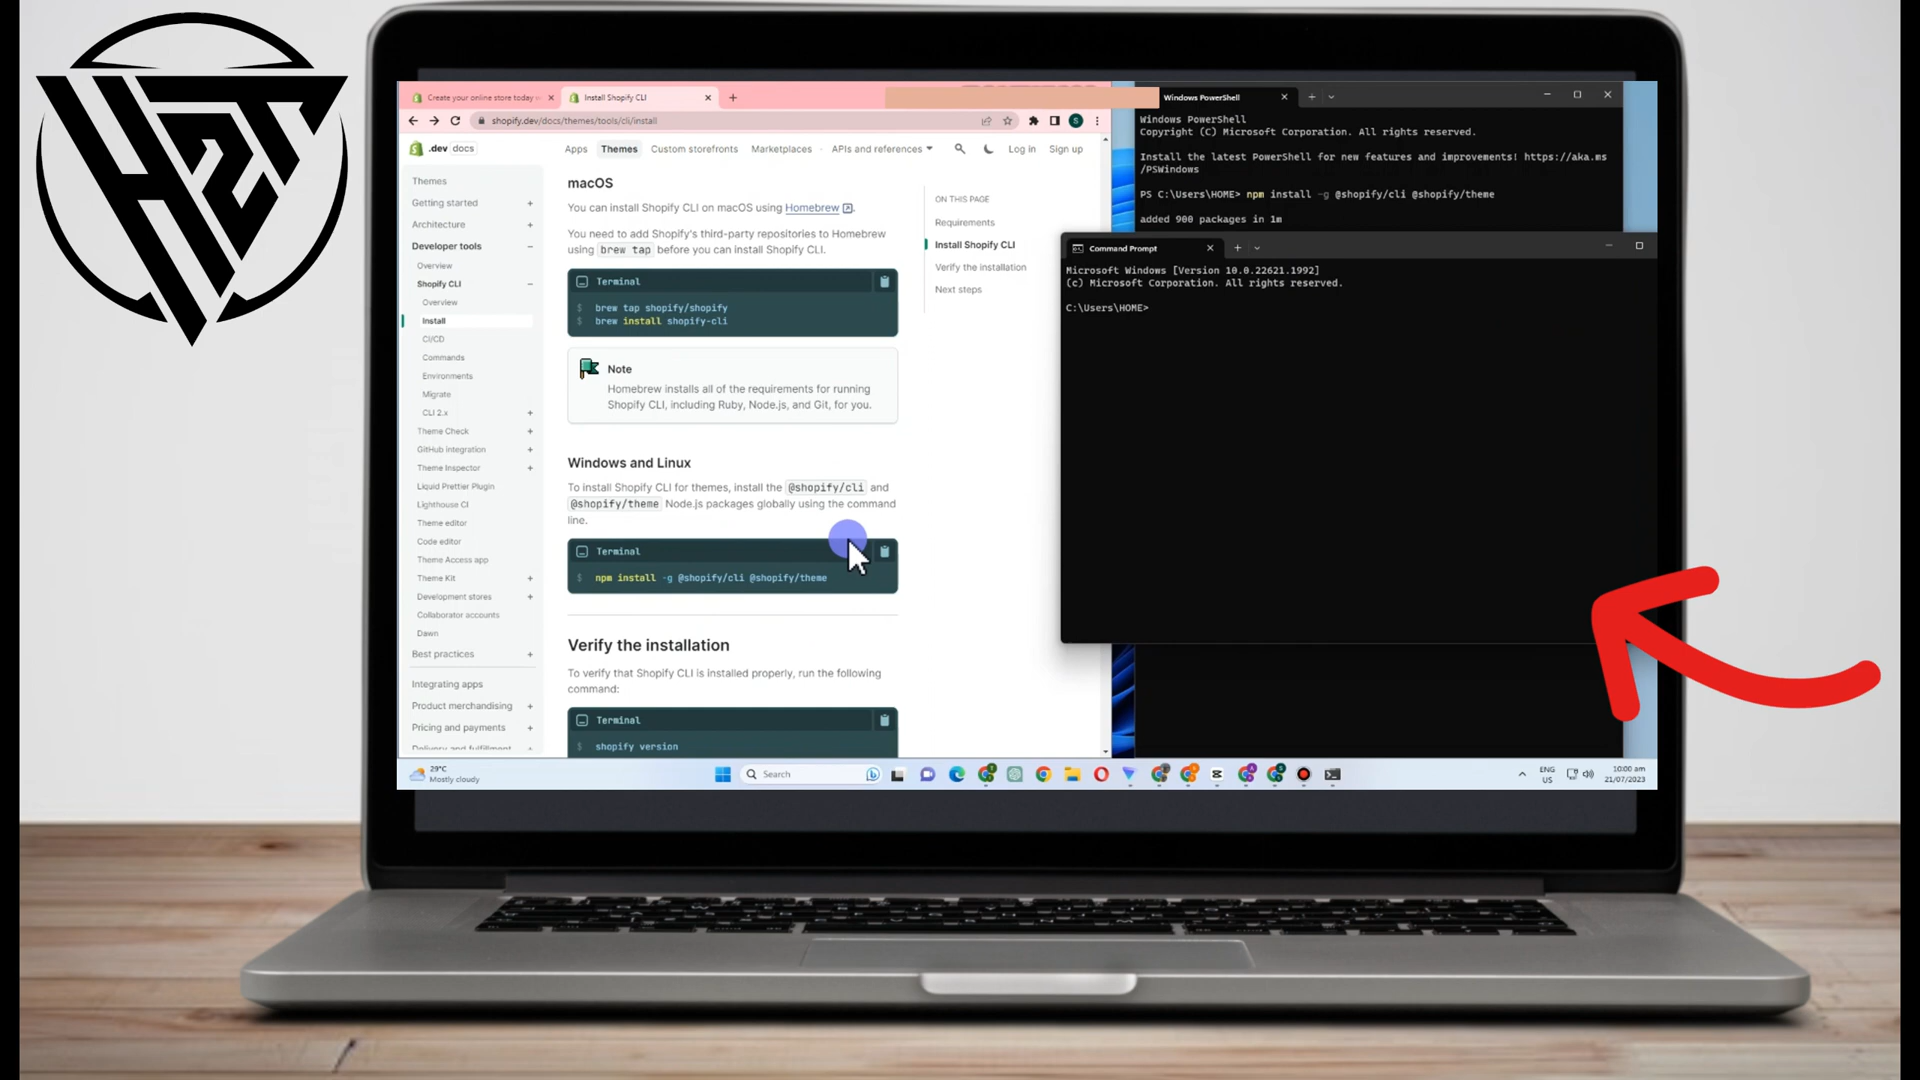 H2T
Create your online store today
Install Shopify CLI
shopify.dev/docs/themes/tools/cli/install
.dev docs
Apps
Themes
Custom storefronts
Marketplaces
APIs and references
Log in
Sign up
Themes
Getting started
Architecture
Developer tools
Overview
Shopify CLI
Overview
Install
CI/CD
Commands
Environments
Migrate
CLI 2.x
Theme Check
GitHub integration
Theme Inspector
Liquid Prettier Plugin
Lighthouse CI
Theme editor
Code editor
Theme Access app
Theme Kit
Development stores
Collaborator accounts
Dawn
Best practices
Integrating apps
Product merchandising
Pricing and payments
Delivery and fulfillment
macOS
You can install Shopify CLI on macOS using Homebrew.
You need to add Shopify's third-party repositories to Homebrew
using brew tap before you can install Shopify CLI.
Terminal
$ brew tap shopify/shopify
$ brew install shopify-cli
Note
Homebrew installs all of the requirements for running
Shopify CLI, including Ruby, Node.js, and Git, for you.
Windows and Linux
To install Shopify CLI for themes, install the @shopify/cli and
@shopify/theme Node.js packages globally using the command
line.
Terminal
$ npm install -g @shopify/cli @shopify/theme
Verify the installation
To verify that Shopify CLI is installed properly, run the following
command:
Terminal
$ shopify version
ON THIS PAGE
Requirements
Install Shopify CLI
Verify the installation
Next steps
Windows PowerShell
Windows PowerShell
Copyright (C) Microsoft Corporation. All rights reserved.
Install the latest PowerShell for new features and improvements! https://aka.ms
/PSWindows
PS C:\Users\HOME> npm install -g @shopify/cli @shopify/theme
added 900 packages in 1m
Command Prompt
Microsoft Windows [Version 10.0.22621.1992]
(c) Microsoft Corporation. All rights reserved.
C:\Users\HOME>
29°C
Mostly cloudy
Search
ENG
US
10:00 am
21/07/2023